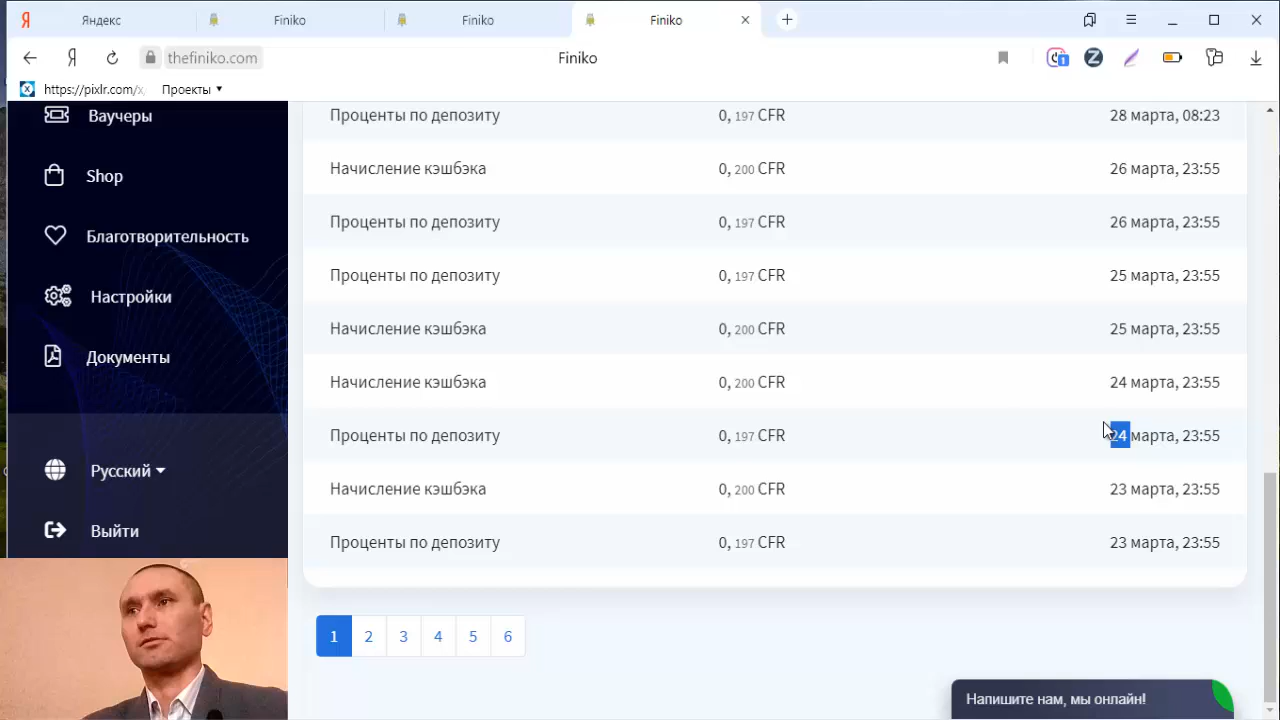 Я Яндекс Finiko Finiko Finiko
Я thefiniko.com Finiko
https://pixlr.com/x Проекты
Ваучеры
Shop
Благотворительность
Настройки
Документы
Русский
Выйти
Проценты по депозиту 0, 197 CFR 28 марта, 08:23
Начисление кэшбэка 0, 200 CFR 26 марта, 23:55
Проценты по депозиту 0, 197 CFR 26 марта, 23:55
Проценты по депозиту 0, 197 CFR 25 марта, 23:55
Начисление кэшбэка 0, 200 CFR 25 марта, 23:55
Начисление кэшбэка 0, 200 CFR 24 марта, 23:55
Проценты по депозиту 0, 197 CFR 24 марта, 23:55
Начисление кэшбэка 0, 200 CFR 23 марта, 23:55
Проценты по депозиту 0, 197 CFR 23 марта, 23:55
1 2 3 4 5 6
Напишите нам, мы онлайн!